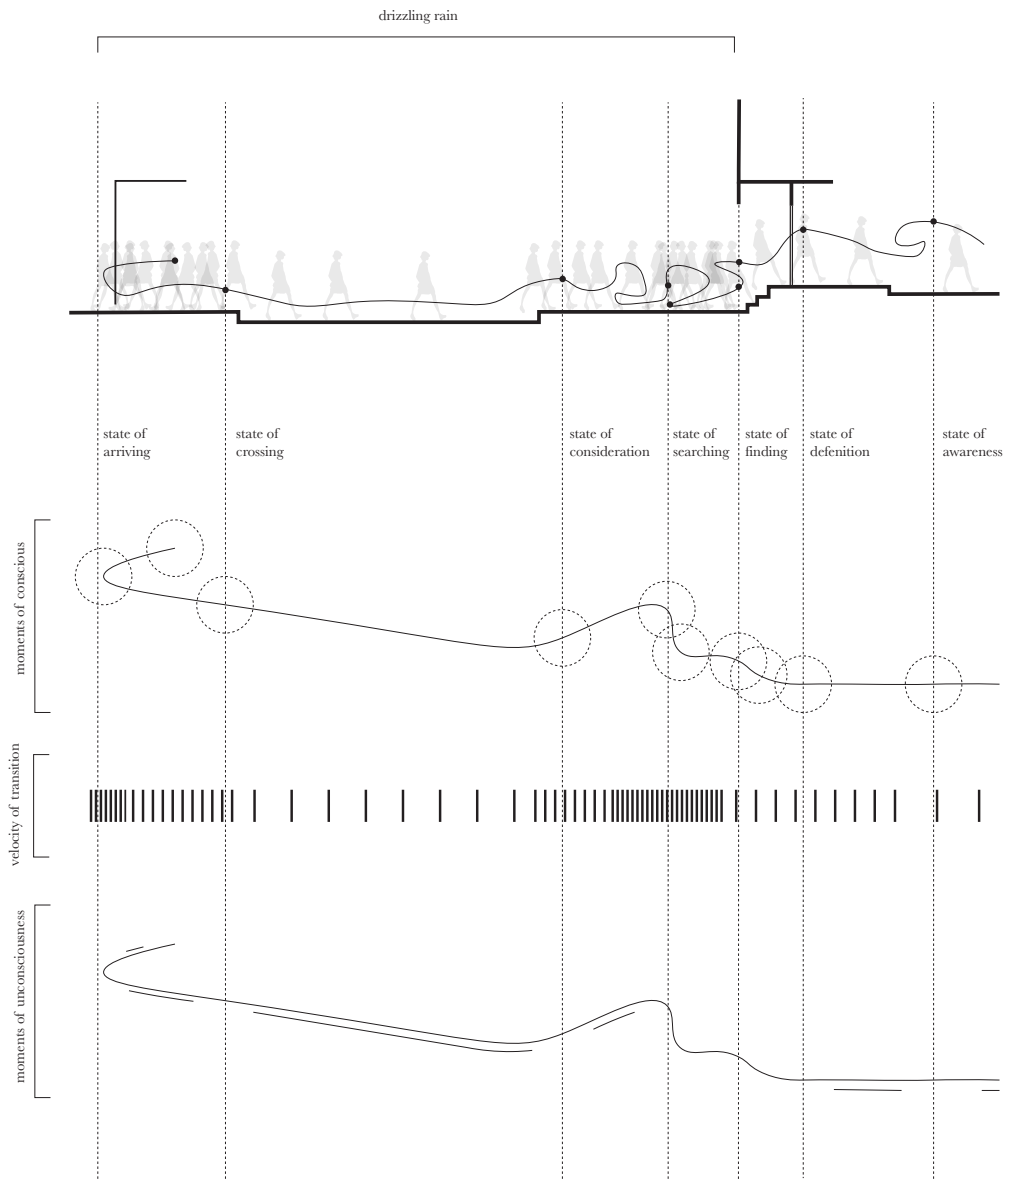 drizzling rain
state of
arriving
state of
crossing
state of
consideration
state of
searching
state of
finding
state of
defenition
state of
awareness
moments of conscious
velocity of transition
moments of unconsciousness